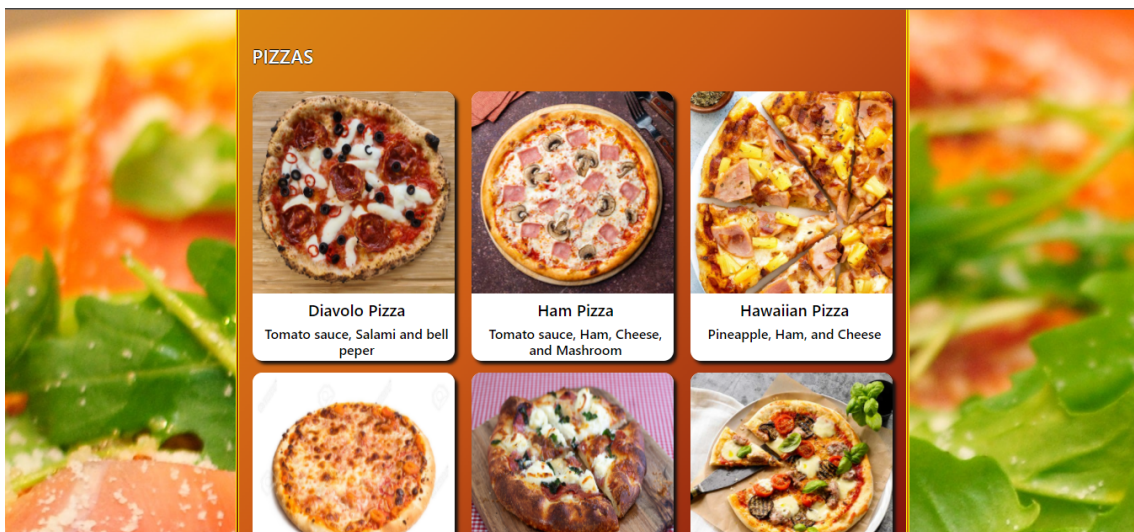 PIZZAS
Diavolo Pizza
Tomato sauce, Salami and bell
peper
Ham Pizza
Tomato sauce, Ham, Cheese,
and Mashroom
Hawaiian Pizza
Pineapple, Ham, and Cheese